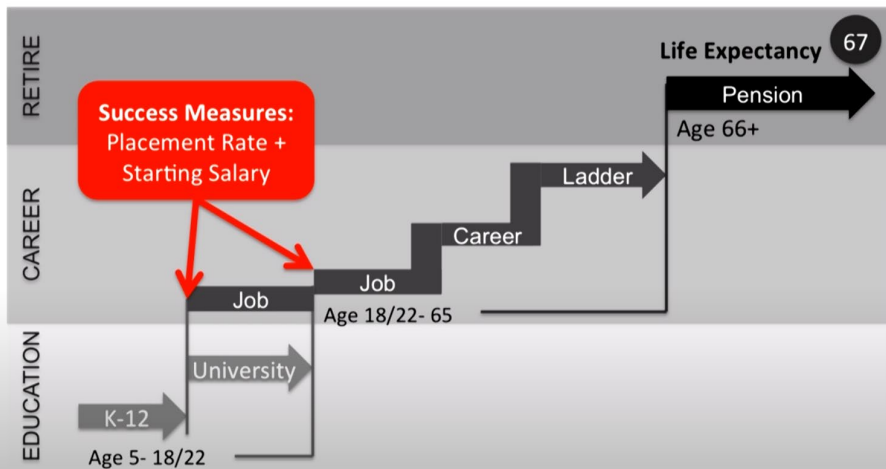 RETIRE
Life Expectancy
67
Pension
Age 66+
Success Measures:
Placement Rate +
Starting Salary
CAREER
Ladder
Career
Job
Job
Age 18/22- 65
EDUCATION
University
K-12
Age 5- 18/22